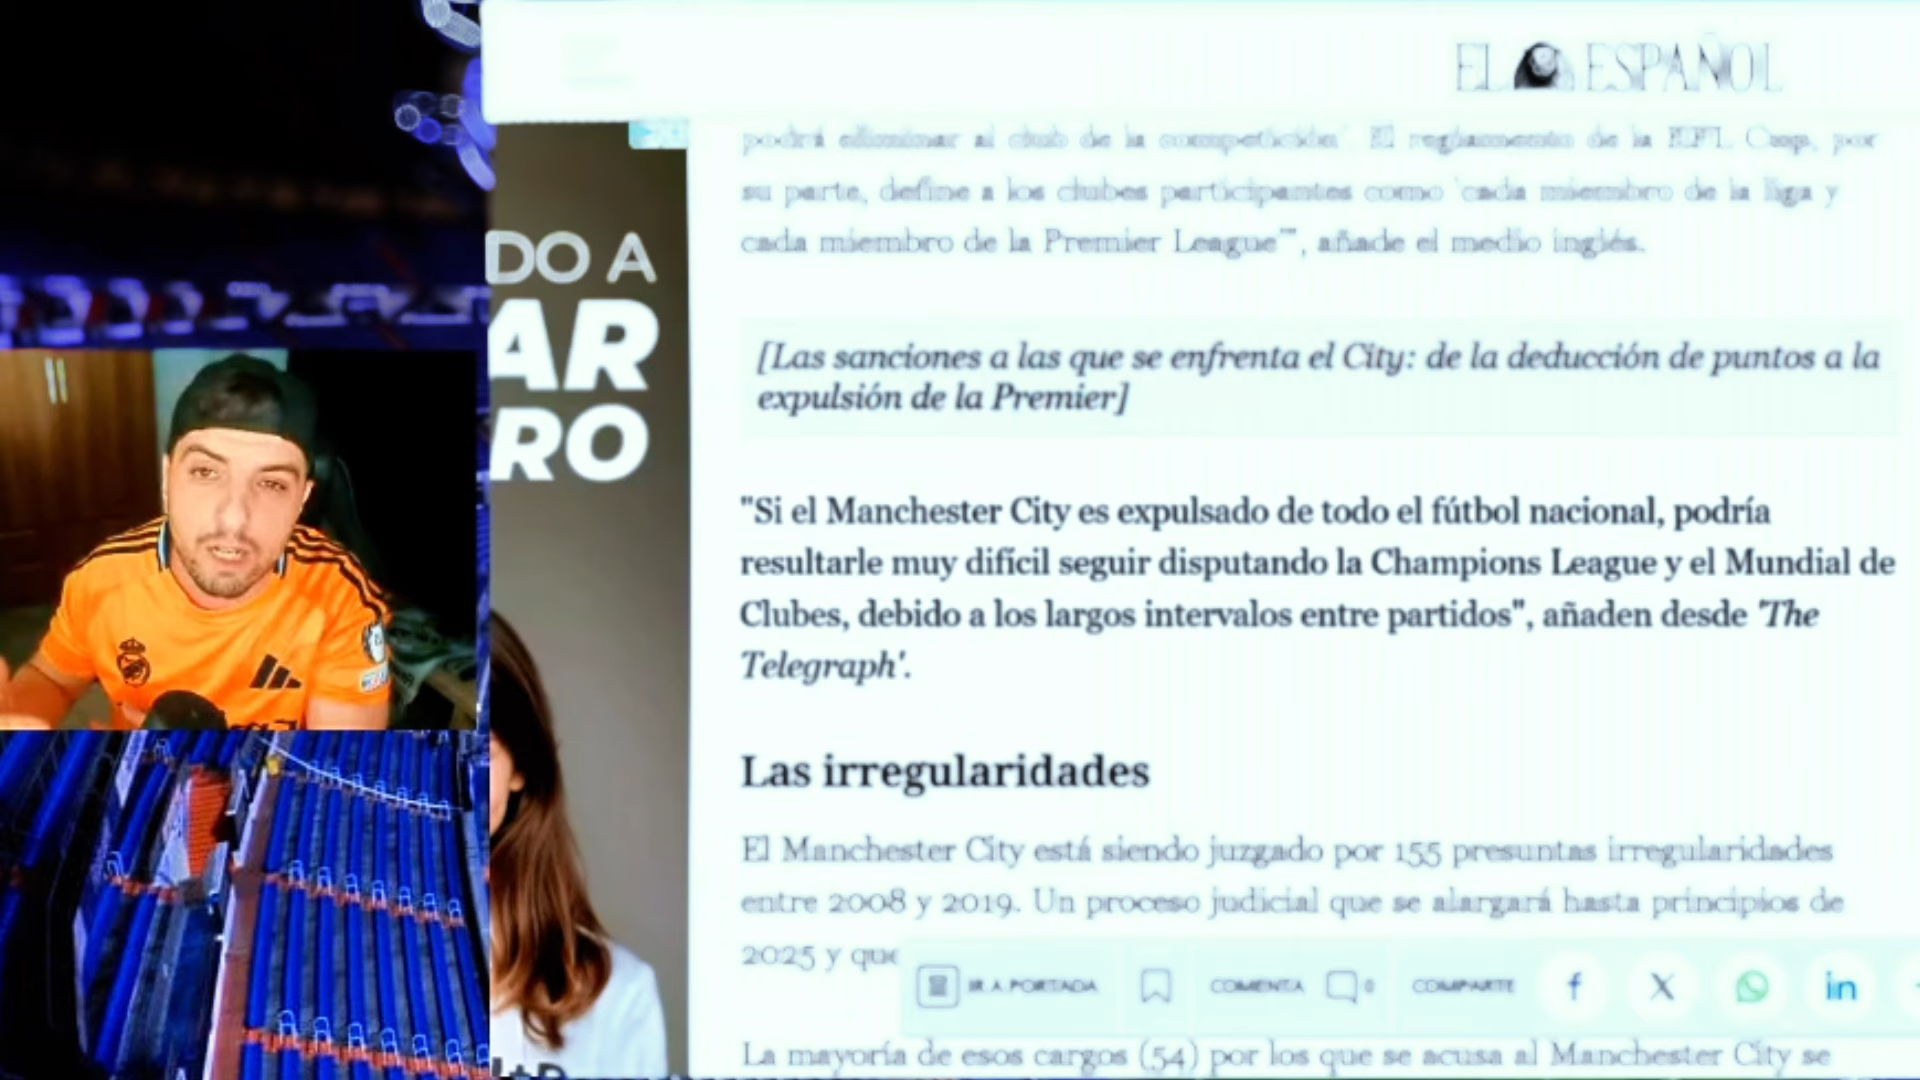 EL ESPAÑOL
podrá eliminar al club de la competición'. El reglamento de la EFL Cup, por
su parte, define a los clubes participantes como 'cada miembro de la liga y
cada miembro de la Premier League'", añade el medio inglés.
DO A
AR
RO
[Las sanciones a las que se enfrenta el City: de la deducción de puntos a la
expulsión de la Premier]
"Si el Manchester City es expulsado de todo el fútbol nacional, podría
resultarle muy difícil seguir disputando la Champions League y el Mundial de
Clubes, debido a los largos intervalos entre partidos", añaden desde 'The
Telegraph'.
Las irregularidades
El Manchester City está siendo juzgado por 155 presuntas irregularidades
entre 2008 y 2019. Un proceso judicial que se alargará hasta principios de
2025 y que
IR A PORTADA
COMENTA 0
COMPARTE
La mayoría de esos cargos (54) por los que se acusa al Manchester City se